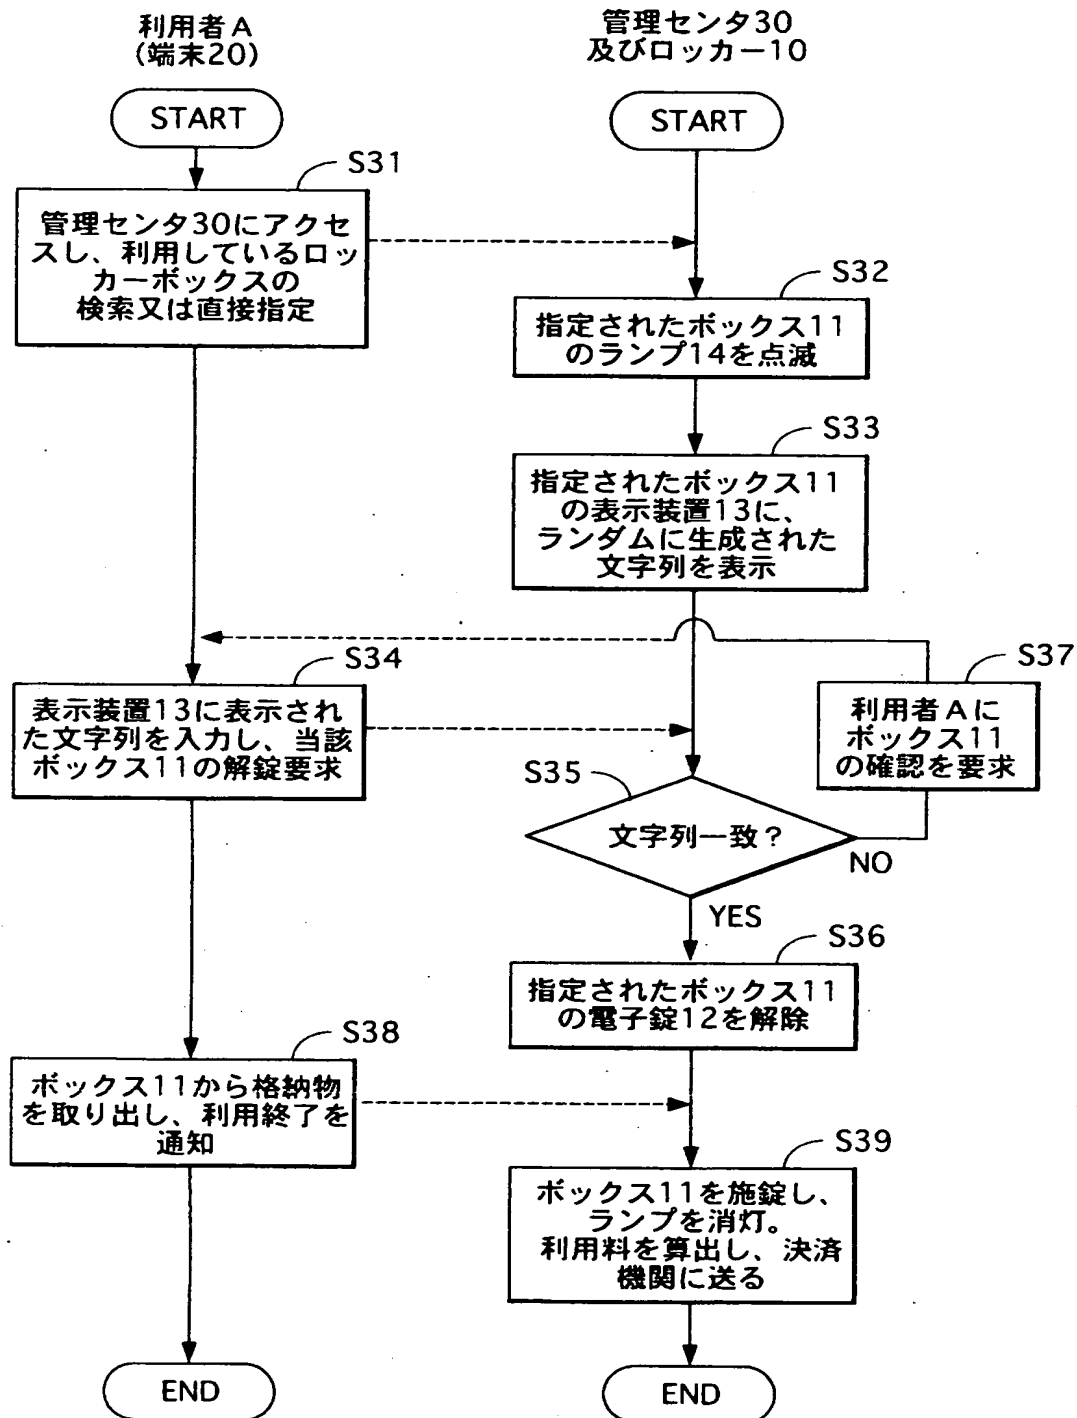 利用者A
(端末20)
管理センタ30
及びロッカー10
START
START
S31
管理センタ30にアクセ
スし、利用しているロッ
カーボックスの
検索又は直接指定
S32
指定されたボックス11
のランプ14を点滅
S33
指定されたボックス11
の表示装置13に、
ランダムに生成された
文字列を表示
S34
表示装置13に表示され
た文字列を入力し、当該
ボックス11の解錠要求
S37
利用者Aに
ボックス11
の確認を要求
S35
文字列一致？
NO
YES
S36
指定されたボックス11
の電子錠12を解除
S38
ボックス11から格納物
を取り出し、利用終了を
通知
S39
ボックス11を施錠し、
ランプを消灯。
利用料を算出し、決済
機関に送る
END
END